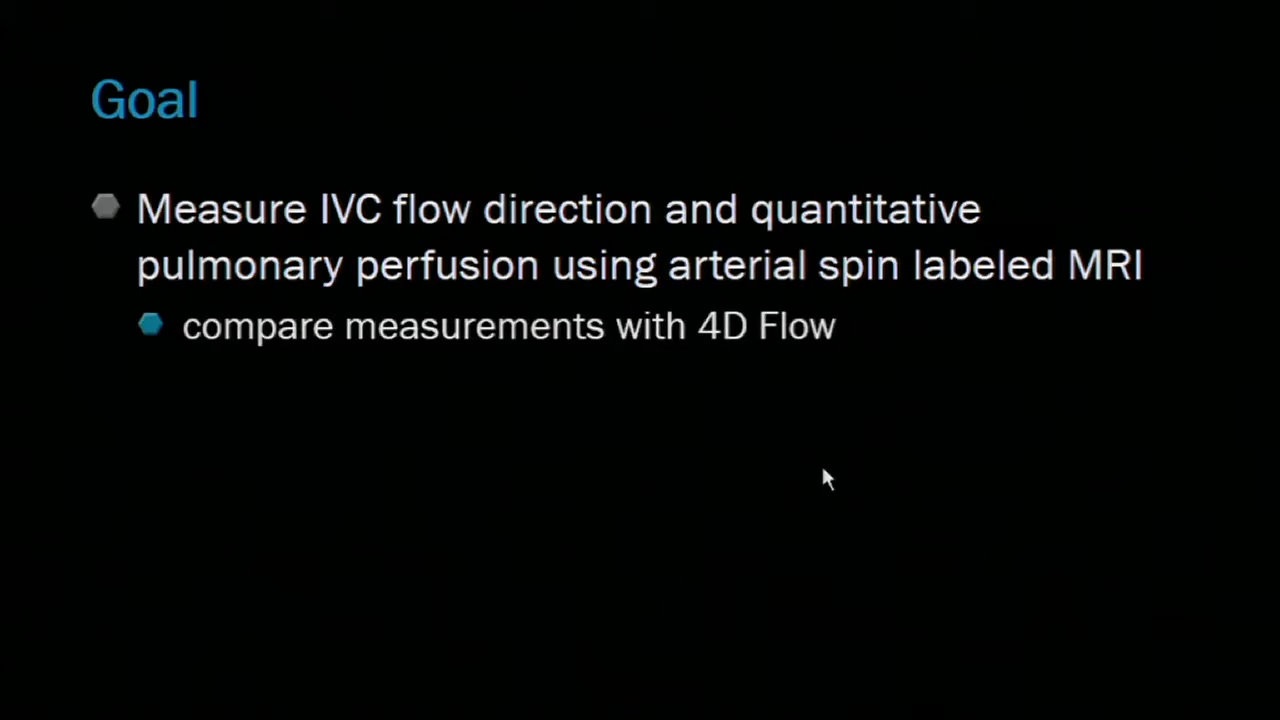 Goal
Measure IVC flow direction and quantitative
pulmonary perfusion using arterial spin labeled MRI
compare measurements with 4D Flow